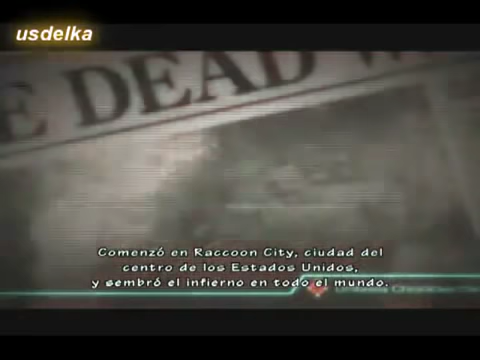 usdelka
E DEAD W
Comenzó en Raccoon City, ciudad del
centro de los Estados Unidos,
y sembró el infierno en todo el mundo.